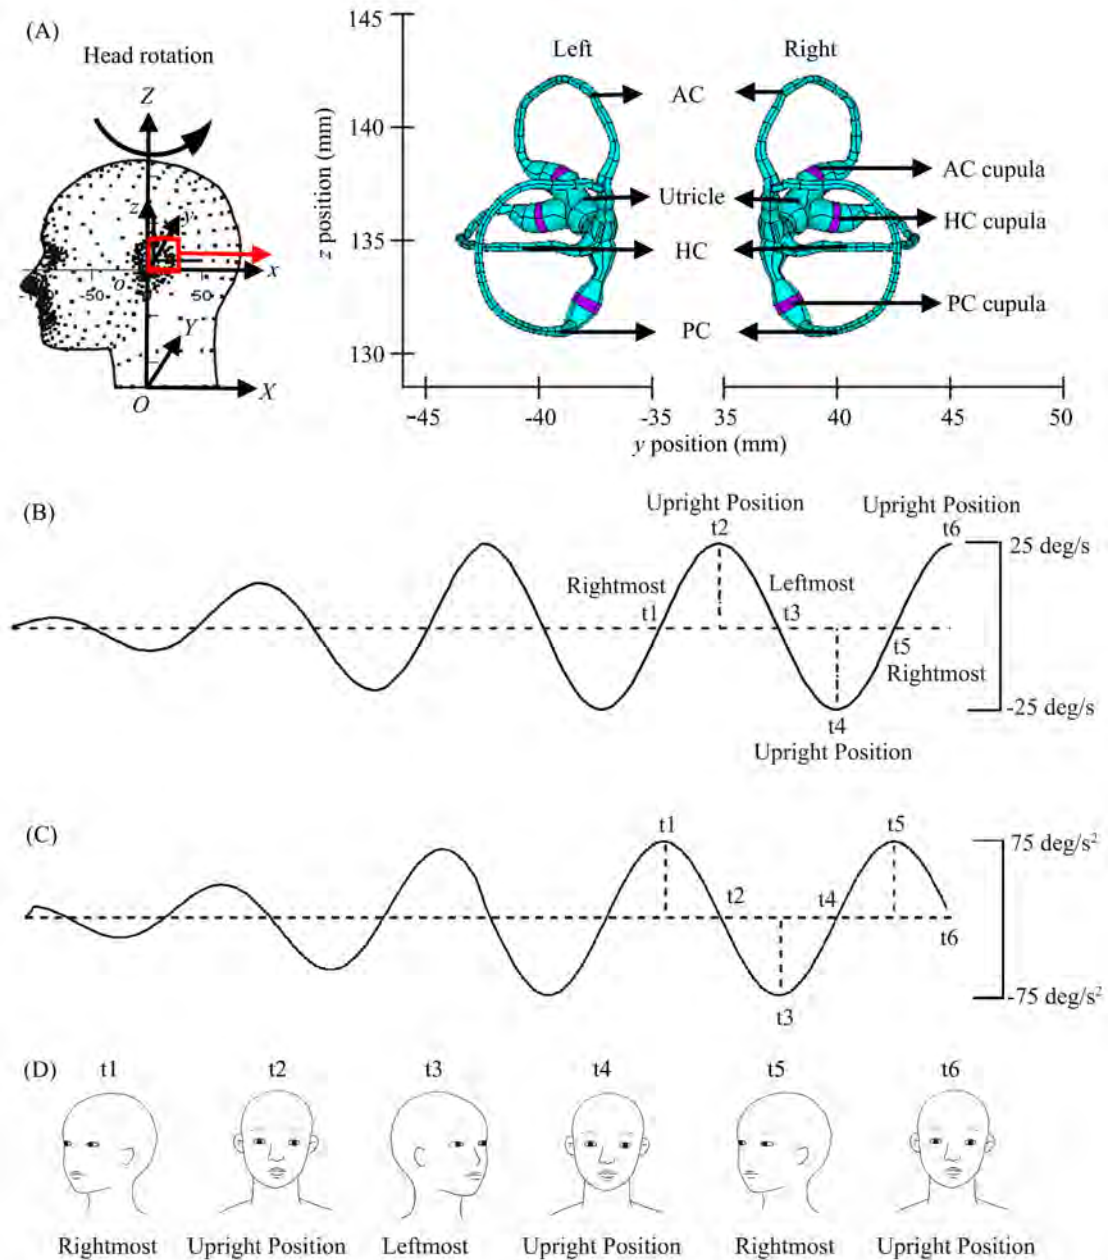 (A)
Head rotation
Z
z
y
x
o
-50
0
50
Y
O
X
145
140
135
130
z position (mm)
Left
Right
AC
AC cupula
Utricle
HC cupula
HC
PC cupula
PC
-45
-40
-35
35
40
45
50
y position (mm)
(B)
Upright Position
t2
Upright Position
t6
25 deg/s
Rightmost
t1
Leftmost
t3
t5
Rightmost
-25 deg/s
t4
Upright Position
(C)
t1
t5
75 deg/s²
t2
t4
t6
-75 deg/s²
t3
(D)
t1
t2
t3
t4
t5
t6
Rightmost
Upright Position
Leftmost
Upright Position
Rightmost
Upright Position